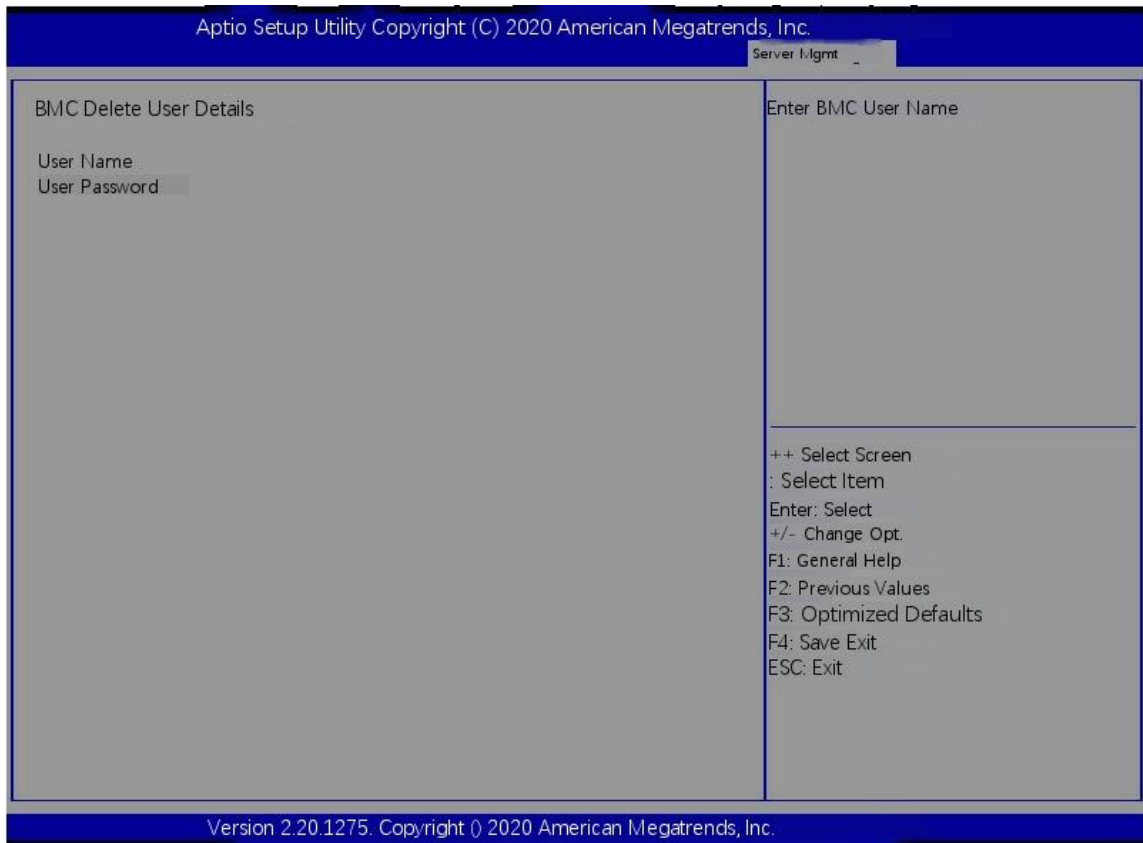 Aptio Setup Utility Copyright (C) 2020 American Megatrends, Inc.
Server Mgmt
BMC Delete User Details
User Name
User Password
Enter BMC User Name
++ Select Screen
: Select Item
Enter: Select
+/- Change Opt.
F1: General Help
F2: Previous Values
F3: Optimized Defaults
F4: Save Exit
ESC: Exit
Version 2.20.1275. Copyright () 2020 American Megatrends, Inc.